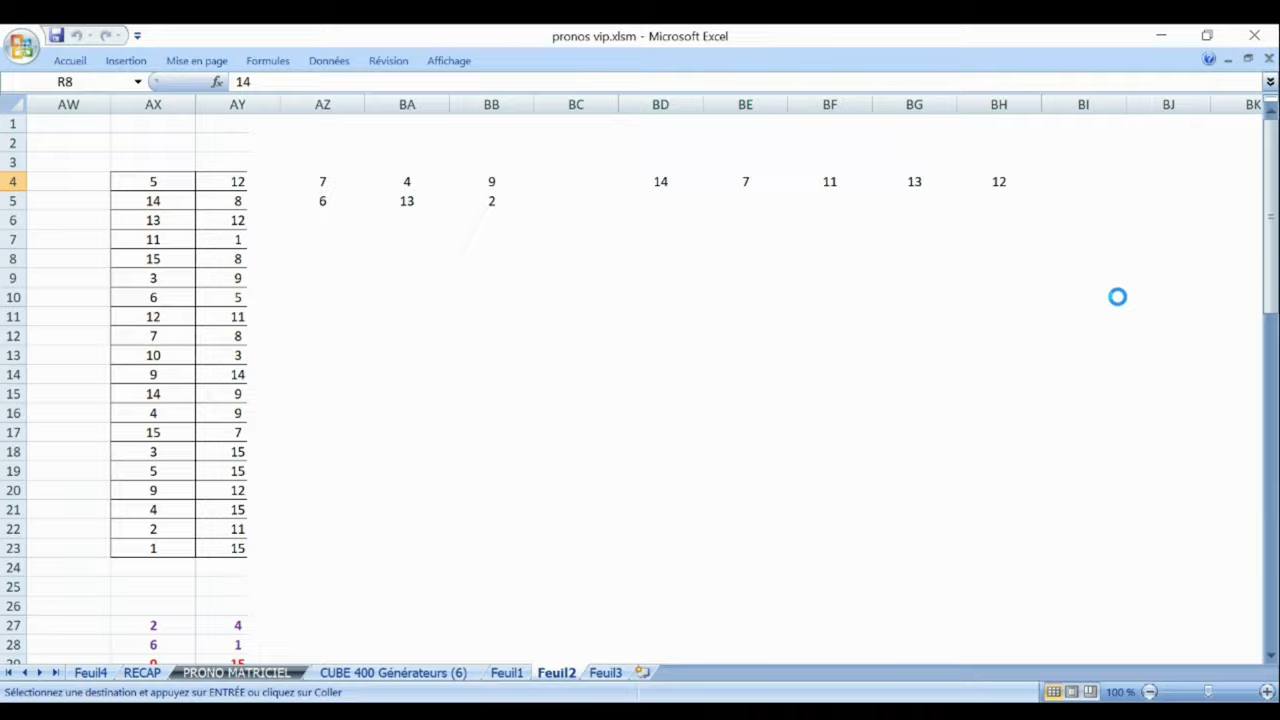 pronos vip.xlsm - Microsoft Excel
Accueil Insertion Mise en page Formules Données Révision Affichage
R8 fx 14
AW AX AY AZ BA BB BC BD BE BF BG BH BI BJ BK
1
2
3
4 5 12 7 4 9 14 7 11 13 12
5 14 8 6 13 2
6 13 12
7 11 1
8 15 8
9 3 9
10 6 5
11 12 11
12 7 8
13 10 3
14 9 14
15 14 9
16 4 9
17 15 7
18 3 15
19 5 15
20 9 12
21 4 15
22 2 11
23 1 15
24
25
26
27 2 4
28 6 1
29 9 15
Feuil4 RECAP PRONO MATRICIEL CUBE 400 Générateurs (6) Feuil1 Feuil2 Feuil3
Sélectionnez une destination et appuyez sur ENTRÉE ou cliquez sur Coller 100 %